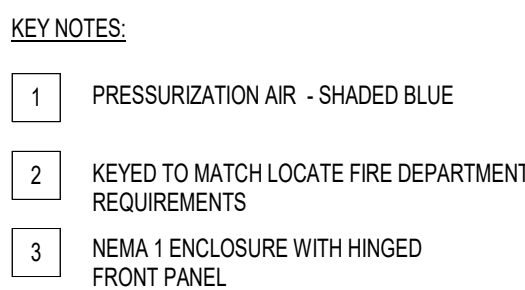 KEY NOTES:
1 PRESSURIZATION AIR - SHADED BLUE
2 KEYED TO MATCH LOCATE FIRE DEPARTMENT
REQUIREMENTS
3 NEMA 1 ENCLOSURE WITH HINGED
FRONT PANEL